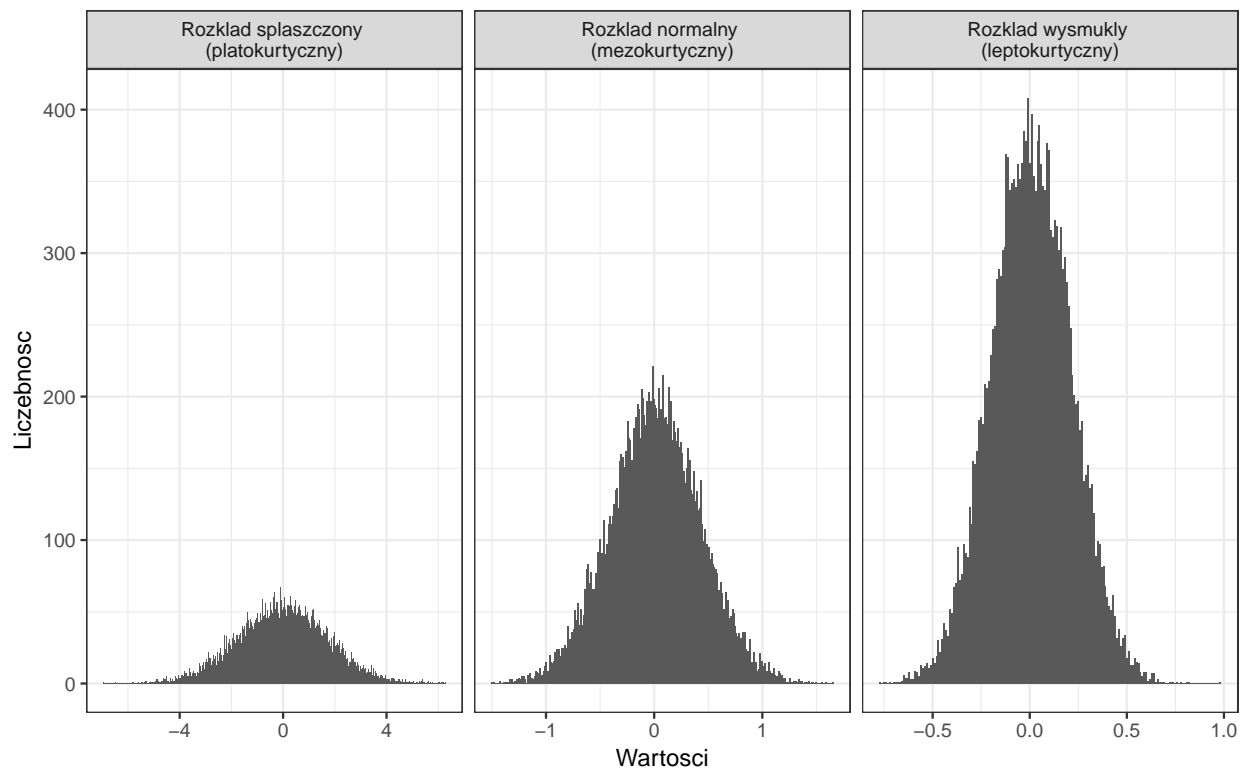 Rozklad splaszczony
(platokurtyczny)
Rozklad normalny
(mezokurtyczny)
Rozklad wysmukly
(leptokurtyczny)
Liczebnosc
400
300
200
100
0
−4 0 4
−1 0 1
−0.5 0.0 0.5 1.0
Wartosci